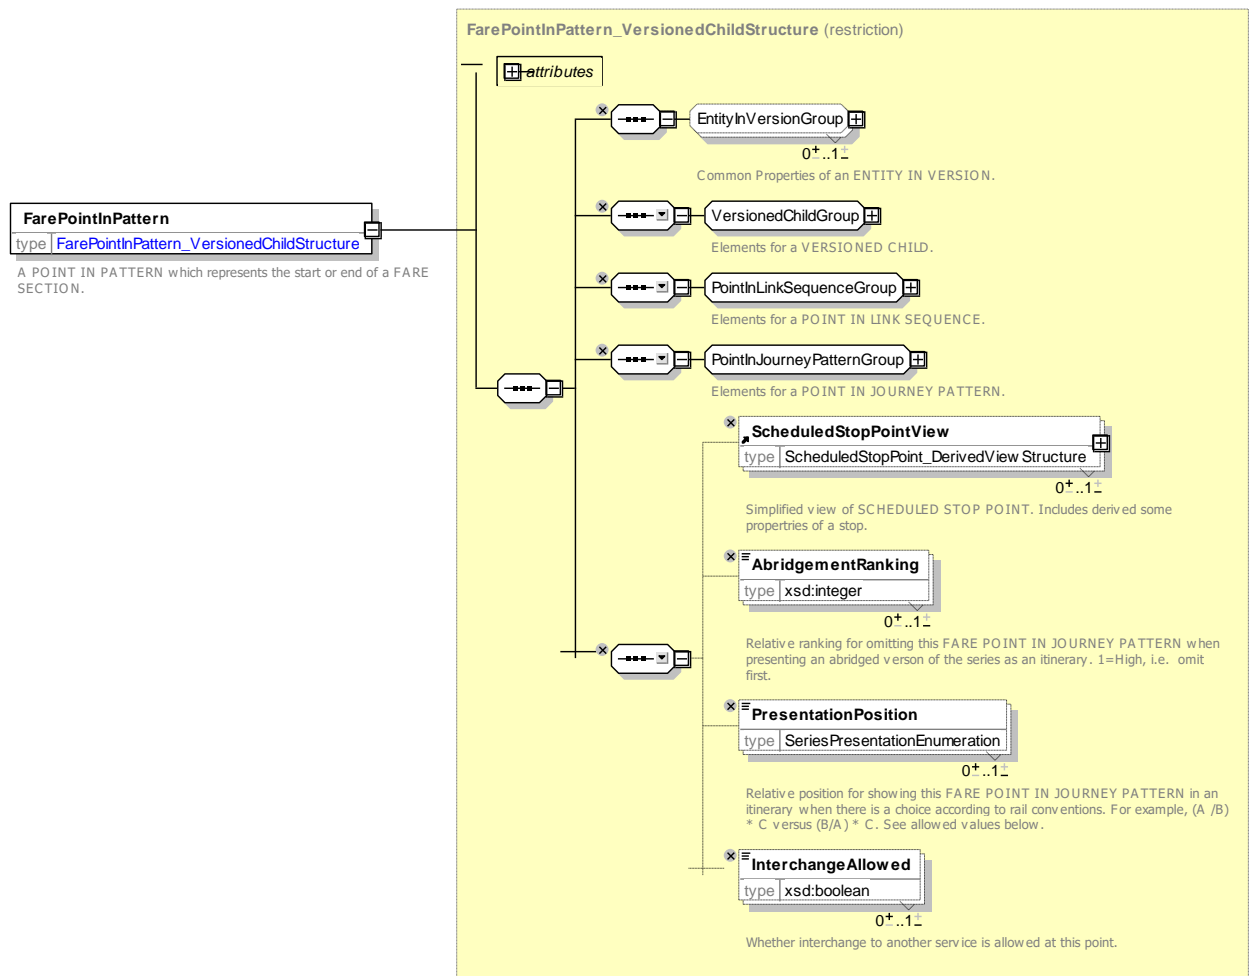 FarePointInPattern_VersionedChildStructure (restriction)
attributes
EntityInVersionGroup
0..1
Common Properties of an ENTITY IN VERSION.
FarePointInPattern
type FarePointInPattern_VersionedChildStructure
A POINT IN PATTERN which represents the start or end of a FARE
SECTION.
VersionedChildGroup
Elements for a VERSIONED CHILD.
PointInLinkSequenceGroup
Elements for a POINT IN LINK SEQUENCE.
PointInJourneyPatternGroup
Elements for a POINT IN JOURNEY PATTERN.
ScheduledStopPointView
type ScheduledStopPoint_DerivedViewStructure
0..1
Simplified view of SCHEDULED STOP POINT. Includes derived some
propertries of a stop.
AbridgementRanking
type xsd:integer
0..1
Relative ranking for omitting this FARE POINT IN JOURNEY PATTERN when
presenting an abridged verson of the series as an itinerary. 1=High, i.e. omit
first.
PresentationPosition
type SeriesPresentationEnumeration
0..1
Relative position for showing this FARE POINT IN JOURNEY PATTERN in an
itinerary when there is a choice according to rail conventions. For example, (A /B)
* C versus (B/A) * C. See allowed values below.
InterchangeAllowed
type xsd:boolean
0..1
Whether interchange to another service is allowed at this point.